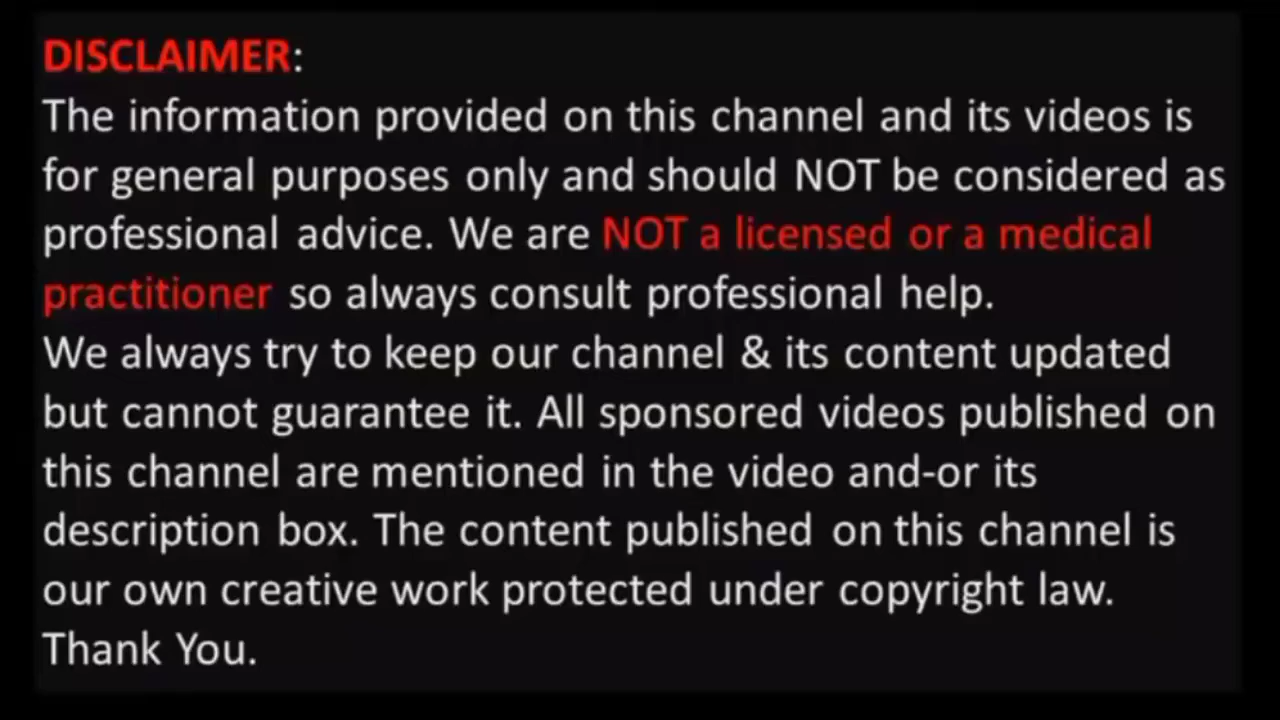 DISCLAIMER:
The information provided on this channel and its videos is
for general purposes only and should NOT be considered as
professional advice. We are NOT a licensed or a medical
practitioner so always consult professional help.
We always try to keep our channel & its content updated
but cannot guarantee it. All sponsored videos published on
this channel are mentioned in the video and-or its
description box. The content published on this channel is
our own creative work protected under copyright law.
Thank You.